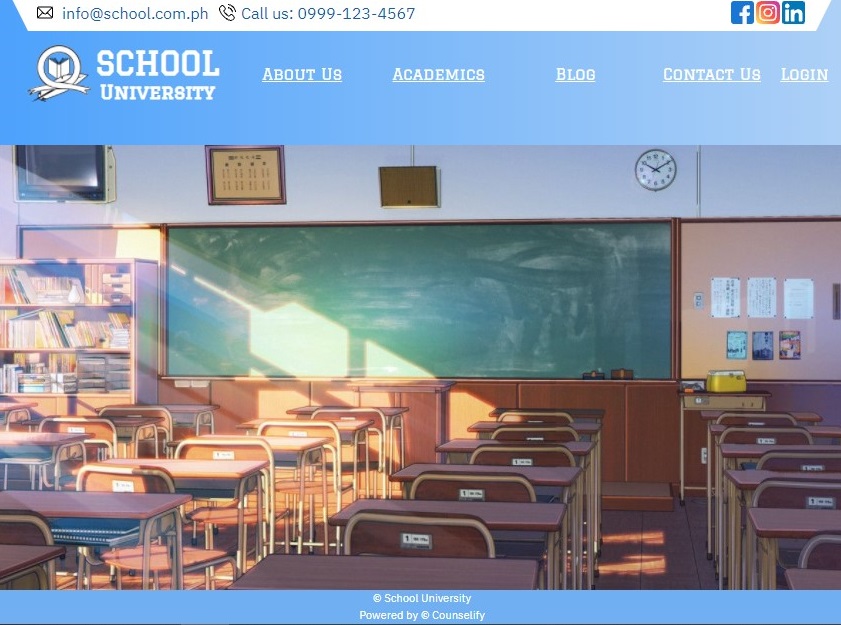 info@school.com.ph Call us: 0999-123-4567
SCHOOL
University
About Us Academics Blog Contact Us Login
© School University
Powered by © Counselify